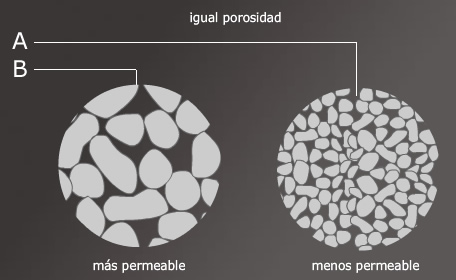 igual porosidad
A
B
más permeable
menos permeable